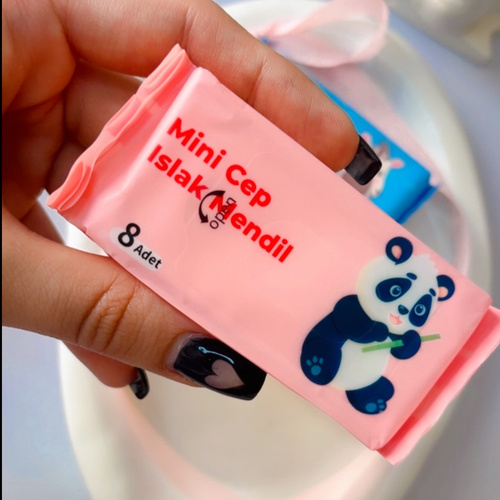 Mini Cep
Islak Mendil
8 Adet